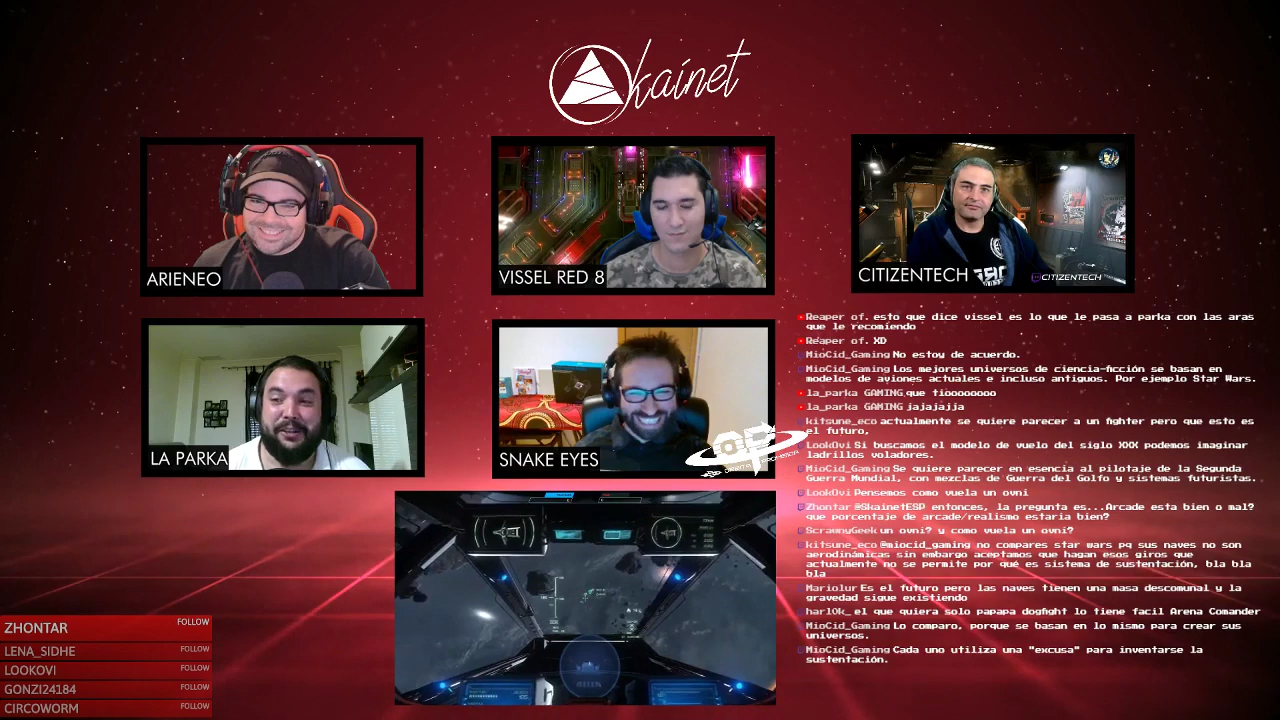 kainet
ARIENEO
VISSEL RED 8
CITIZENTECH
CITIZENTECH
LA PARKA
SNAKE EYES
OP
Reaper of. esto que dice vissel es lo que le pasa a parka con las aras
que le recomiendo
Reaper of. XD
MioCid_Gaming No estoy de acuerdo.
MioCid_Gaming Los mejores universos de ciencia-ficción se basan en
modelos de aviones actuales e incluso antiguos. Por ejemplo Star Wars.
la_parka GAMING que tioooooooo
la_parka GAMING jajajajja
kitsune_eco actualmente se quiere parecer a un fighter pero que esto es
el futuro,
LookOvi Si buscamos el modelo de vuelo del siglo XXX podemos imaginar
ladrillos voladores.
MioCid_Gaming Se quiere parecer en esencia al pilotaje de la Segunda
Guerra Mundial, con mezclas de Guerra del Golfo y sistemas futuristas.
LookOvi Pensemos como vuela un ovni
Zhontar @SkainetESP entonces, la pregunta es...Arcade esta bien o mal?
que porcentaje de arcade/realismo estaria bien?
ScrawnyGeek un ovni? y como vuela un ovni?
kitsune_eco @miocid_gaming no compares star wars pq sus naves no son
aerodinámicas sin embargo aceptamos que hagan esos giros que
actualmente no se permite por qué es sistema de sustentación, bla bla
bla
Mariolur Es el futuro pero las naves tienen una masa descomunal y la
gravedad sigue existiendo
harl0k_ el que quiera solo papapa dogfight lo tiene facil Arena Comander
MioCid_Gaming Lo comparo, porque se basan en lo mismo para crear sus
universos.
MioCid_Gaming Cada uno utiliza una "excusa" para inventarse la
sustentación.
ZHONTAR FOLLOW
LENA_SIDHE FOLLOW
LOOKOVI FOLLOW
GONZI24184 FOLLOW
CIRCOWORM FOLLOW